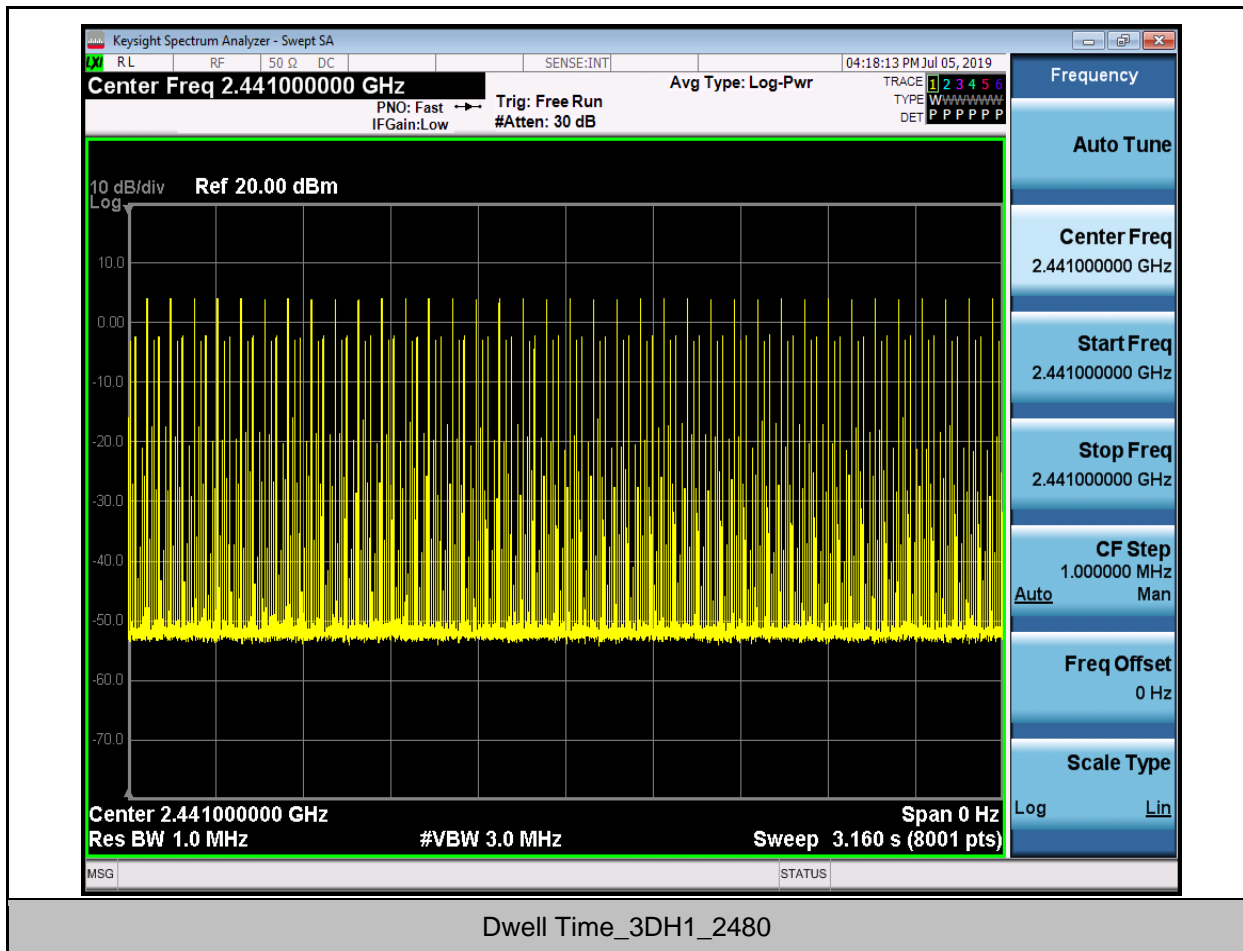 Keysight Spectrum Analyzer - Swept SA
LXI RL RF 50 Ω DC SENSE:INT 04:18:13 PM Jul 05, 2019
Center Freq 2.441000000 GHz
PNO: Fast
IFGain:Low
Trig: Free Run
#Atten: 30 dB
Avg Type: Log-Pwr
TRACE 1 2 3 4 5 6
TYPE WWWWWW
DET P P P P P P
10 dB/div Ref 20.00 dBm
Log
10.0
0.00
-10.0
-20.0
-30.0
-40.0
-50.0
-60.0
-70.0
Center 2.441000000 GHz Span 0 Hz
Res BW 1.0 MHz #VBW 3.0 MHz Sweep 3.160 s (8001 pts)
MSG STATUS
Frequency
Auto Tune
Center Freq
2.441000000 GHz
Start Freq
2.441000000 GHz
Stop Freq
2.441000000 GHz
CF Step
1.000000 MHz
Auto Man
Freq Offset
0 Hz
Scale Type
Log Lin
Dwell Time_3DH1_2480